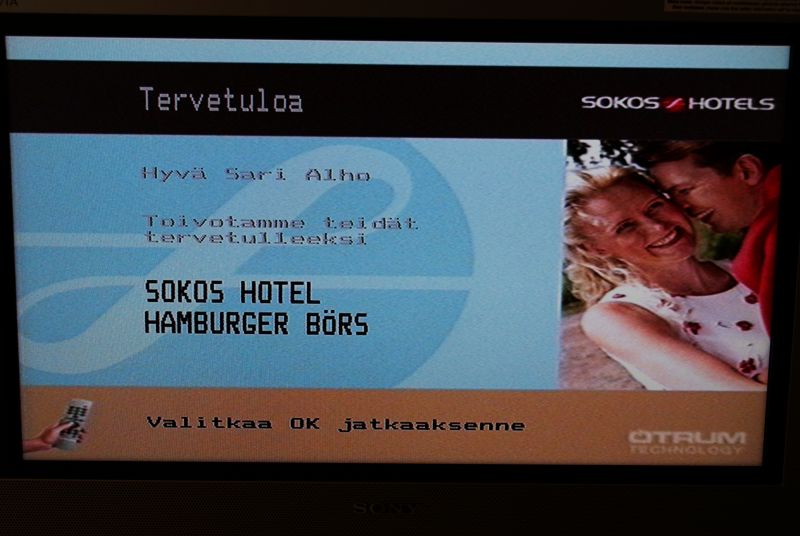 Tervetuloa
SOKOS HOTELS
Hyvä Sari Alho
Toivotamme teidät
tervetulleeksi
SOKOS HOTEL
HAMBURGER BÖRS
Valitkaa OK jatkaaksenne
OTRUM
TECHNOLOGY
SONY